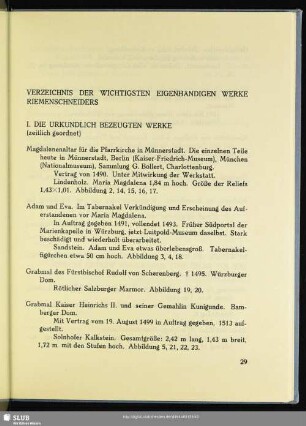 VERZEICHNIS DER WICHTIGSTEN EIGENHÄNDIGEN WERKE
RIEMENSCHNEIDERS
I. DIE URKUNDLICH BEZEUGTEN WERKE
(zeitlich geordnet)
Magdalenenaltar für die Pfarrkirche in Münnerstadt. Die einzelnen Teile
heute in Münnerstadt, Berlin (Kaiser-Friedrich-Museum), München
(Nationalmuseum), Sammlung G. Bollert, Charlottenburg.
Vertrag von 1490. Unter Mitwirkung der Werkstatt.
Lindenholz. Maria Magdalena 1,84 m hoch. Größe der Reliefs
1,43×1,01. Abbildung 2, 14, 15, 16, 17.
Adam und Eva. Im Tabernakel Verkündigung und Erscheinung des Auf-
erstandenen vor Maria Magdalena.
In Auftrag gegeben 1491, vollendet 1493. Früher Südportal der
Marienkapelle in Würzburg, jetzt Luitpold-Museum daselbst. Stark
beschädigt und wiederholt überarbeitet.
Sandstein. Adam und Eva etwas überlebensgroß. Tabernakel-
figürchen etwa 50 cm hoch. Abbildung 3, 4, 18.
Grabmal des Fürstbischof Rudolf von Scherenberg. † 1495. Würzburger
Dom.
Rötlicher Salzburger Marmor. Abbildung 19, 20.
Grabmal Kaiser Heinrichs II. und seiner Gemahlin Kunigunde. Bam-
berger Dom.
Mit Vertrag vom 19. August 1499 in Auftrag gegeben, 1513 auf-
gestellt.
Solnhofer Kalkstein. Gesamtgröße: 2,42 m lang, 1,63 m breit,
1,72 m mit den Stufen hoch. Abbildung 5, 21, 22, 23.
29
SLUB